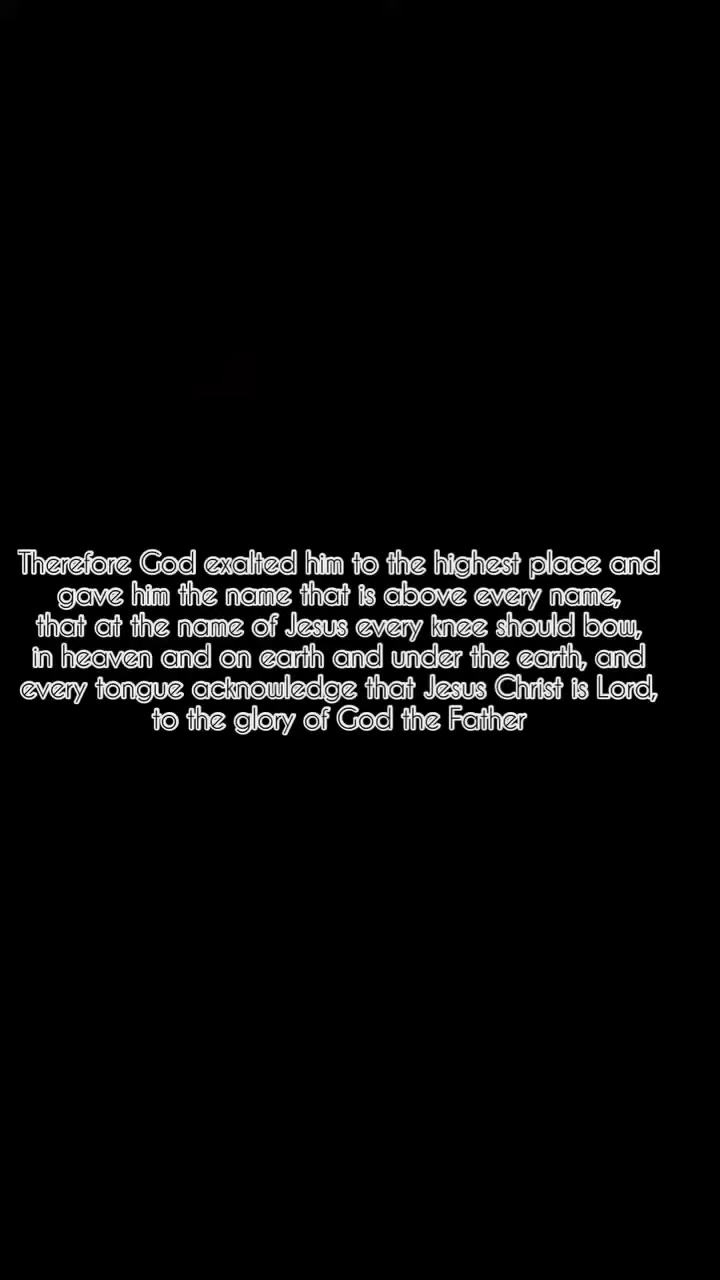 Therefore God exalted him to the highest place and
gave him the name that is above every name,
that at the name of Jesus every knee should bow,
in heaven and on earth and under the earth, and
every tongue acknowledge that Jesus Christ is Lord,
to the glory of God the Father